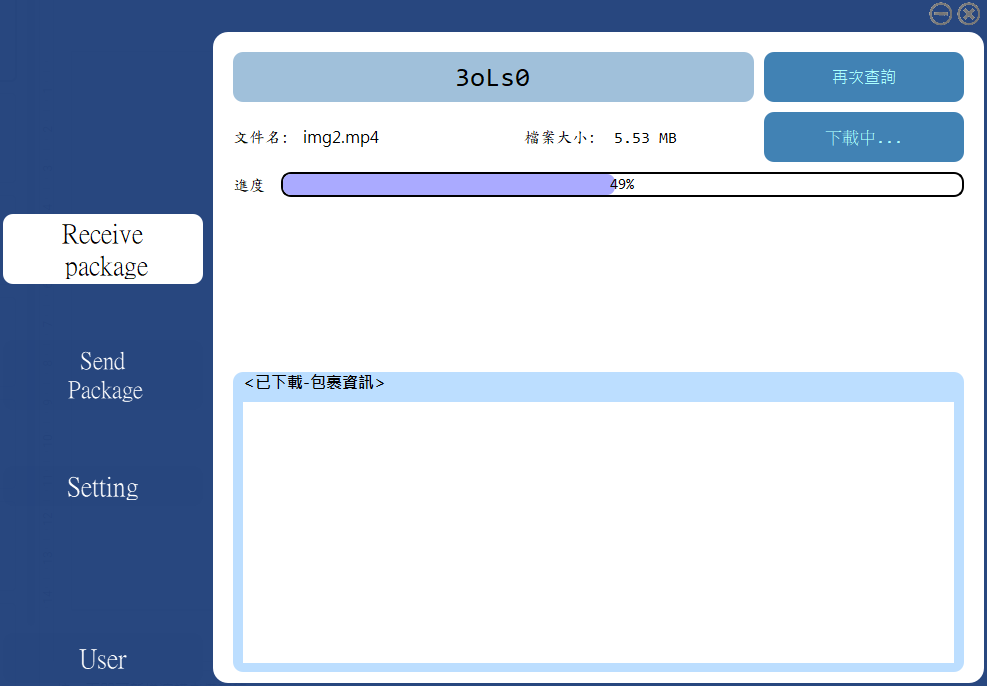 3oLs0
再次查詢
文件名: img2.mp4
檔案大小: 5.53 MB
下載中...
進度
49%
Receive
package
Send
Package
Setting
User
<已下載-包裹資訊>